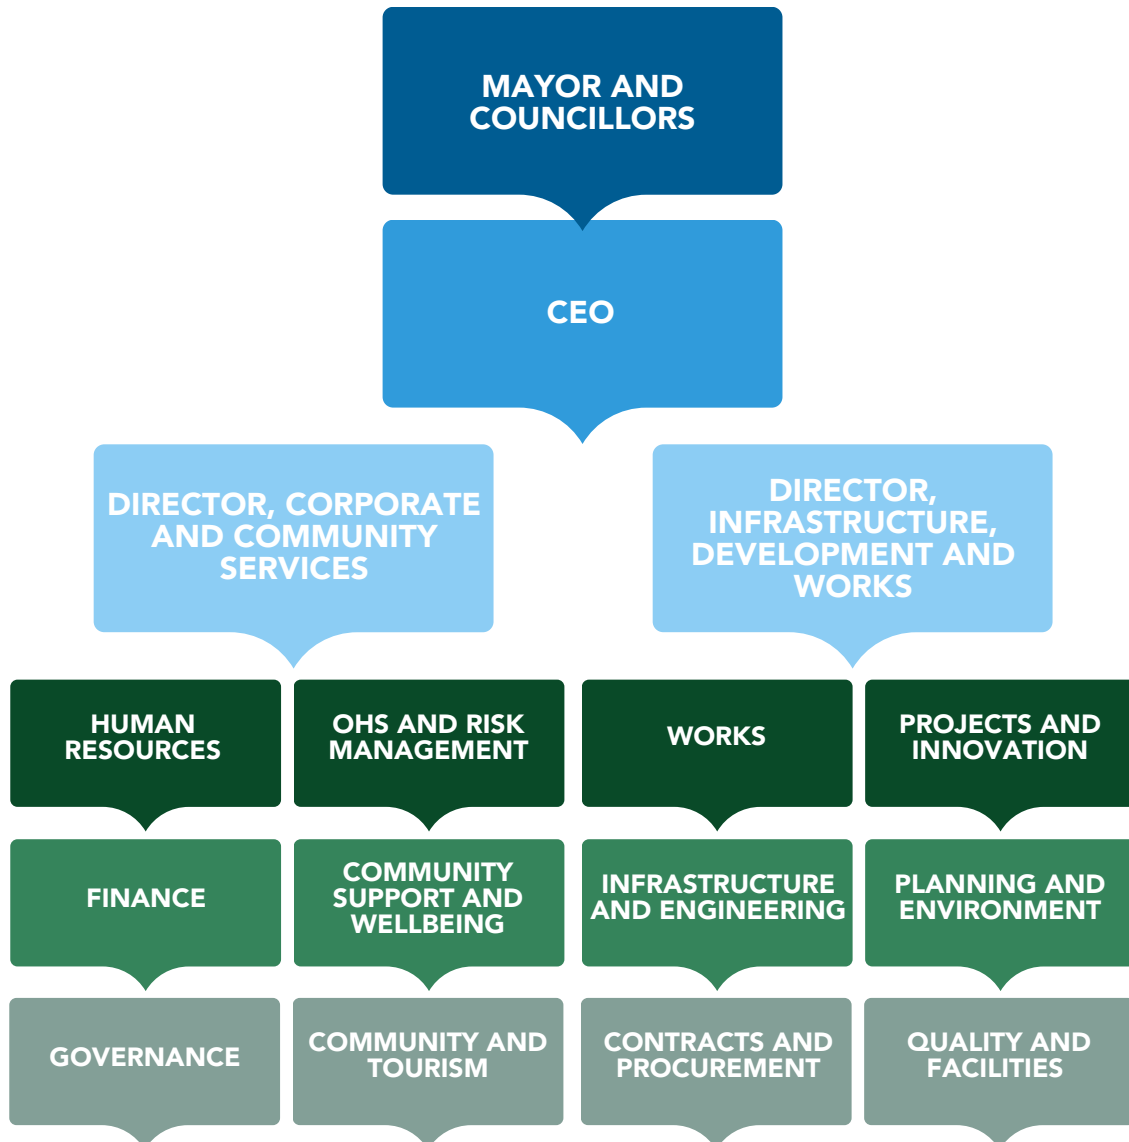 MAYOR AND
COUNCILLORS
CEO
DIRECTOR, CORPORATE
AND COMMUNITY
SERVICES
DIRECTOR,
INFRASTRUCTURE,
DEVELOPMENT AND
WORKS
HUMAN
RESOURCES
OHS AND RISK
MANAGEMENT
WORKS
PROJECTS AND
INNOVATION
FINANCE
COMMUNITY
SUPPORT AND
WELLBEING
INFRASTRUCTURE
AND ENGINEERING
PLANNING AND
ENVIRONMENT
GOVERNANCE
COMMUNITY AND
TOURISM
CONTRACTS AND
PROCUREMENT
QUALITY AND
FACILITIES